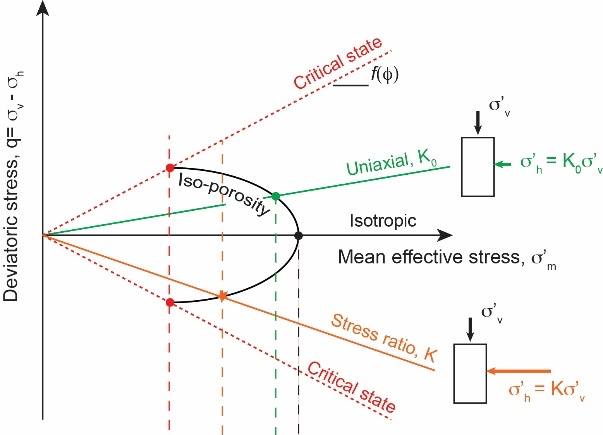 Deviatoric stress, q= σv - σh
Critical state
f(ϕ)
σ'v
Uniaxial, K0
σ'h = K0σ'v
Iso-porosity
Isotropic
Mean effective stress, σ'm
σ'v
Stress ratio, K
σ'h = Kσ'v
Critical state